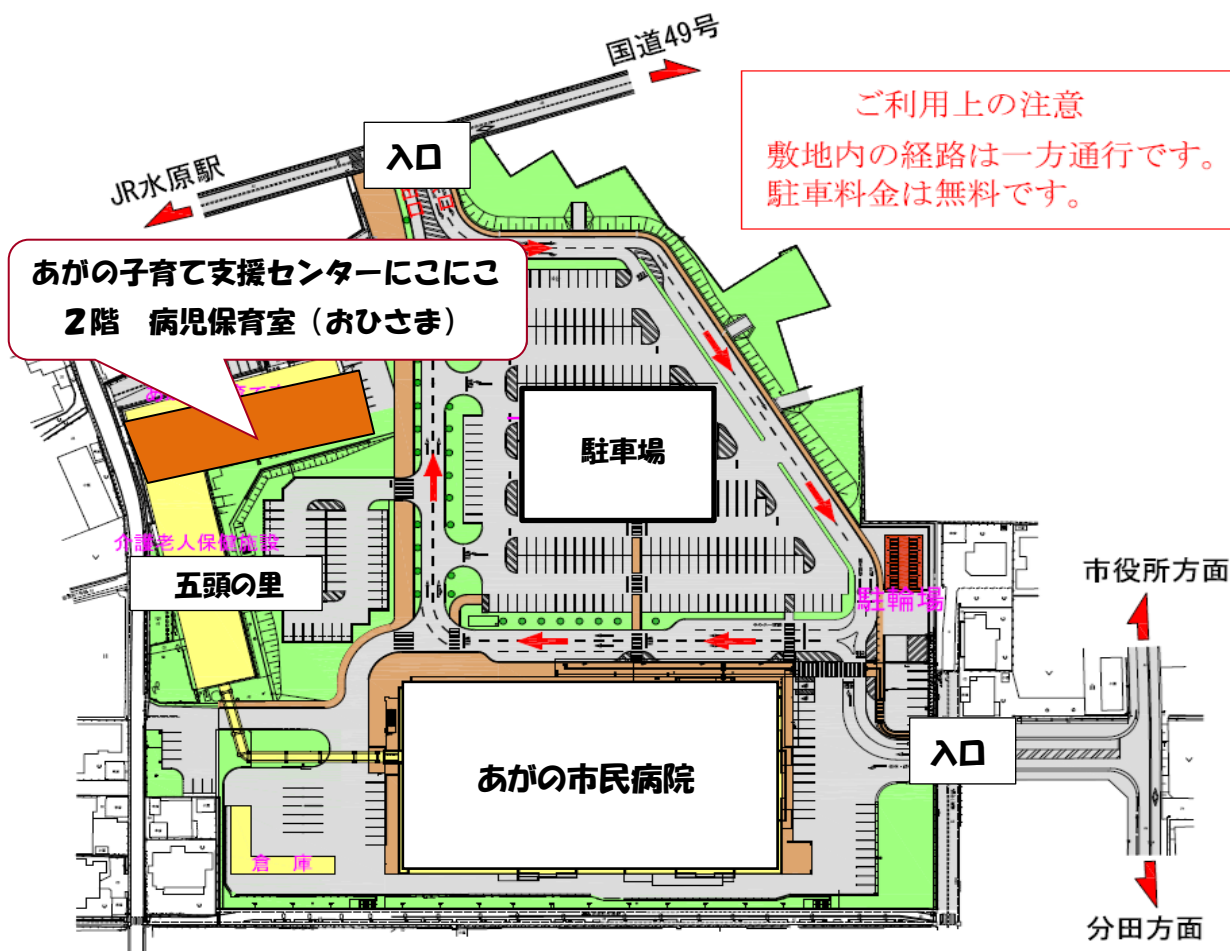 国道49号
ご利用上の注意
敷地内の経路は一方通行です。
駐車料金は無料です。
入口
JR水原駅
あがの子育て支援センターにこにこ
2階 病児保育室（おひさま）
駐車場
介護老人保健施設
五頭の里
駐輪場
市役所方面
入口
あがの市民病院
倉 庫
分田方面